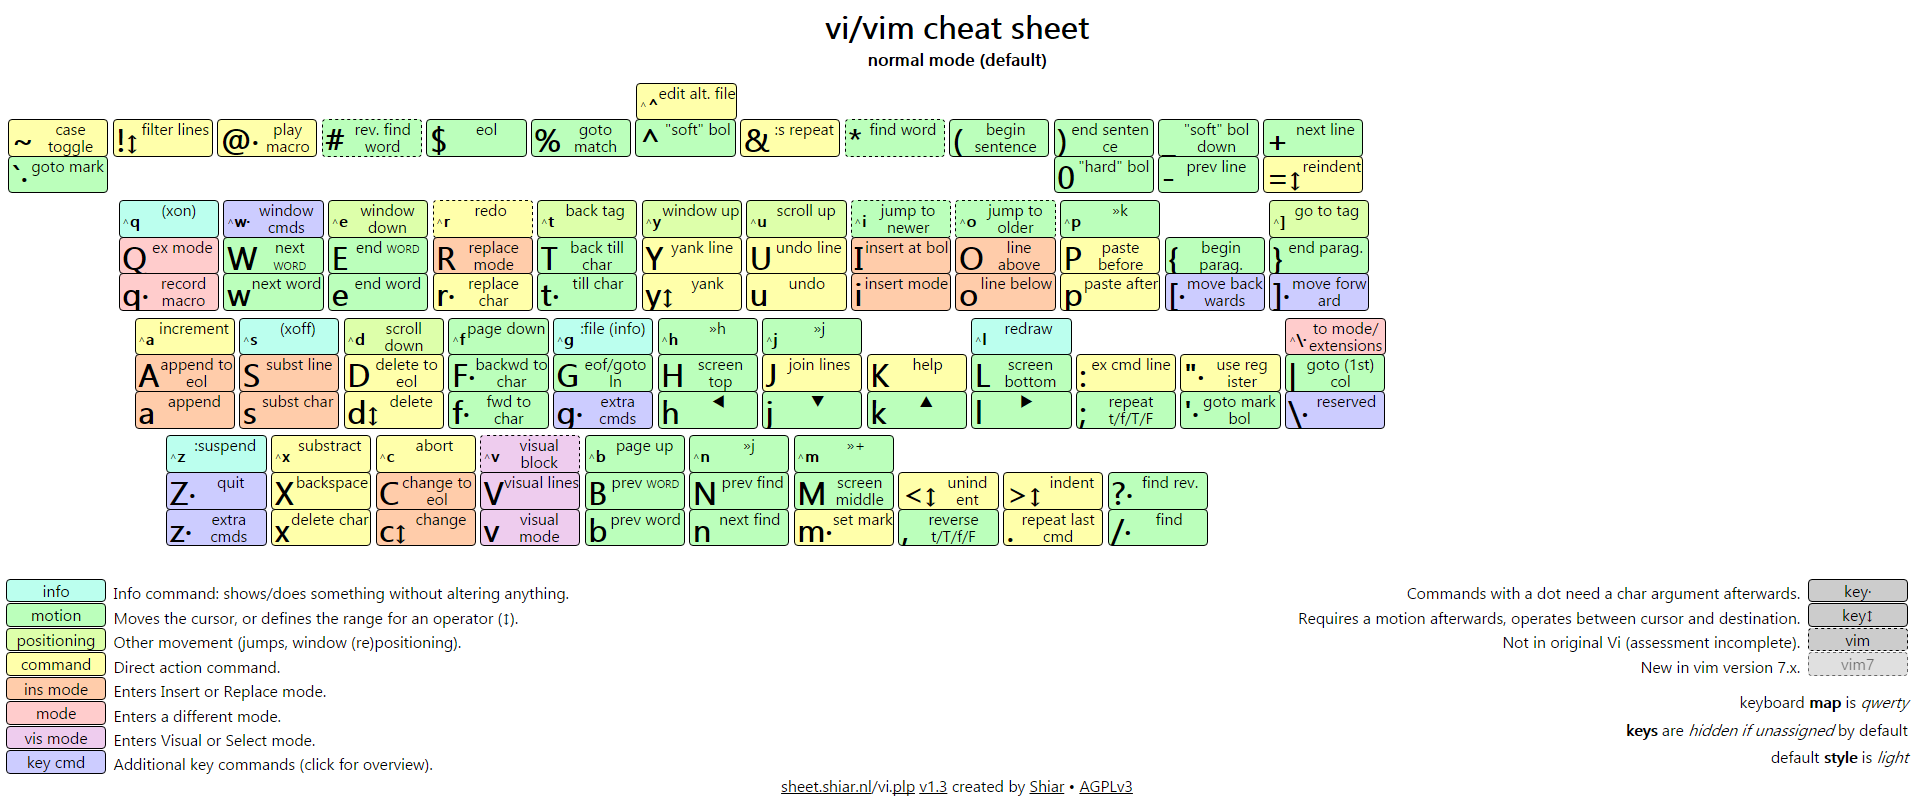 vi/vim cheat sheet
normal mode (default)
^^ edit alt. file
~ case toggle !↕ filter lines @· play macro # rev. find word $ eol % goto match ^ "soft" bol & :s repeat * find word ( begin sentence ) end senten ce _ "soft" bol down + next line
`· goto mark 0 "hard" bol - prev line =↕ reindent
^q (xon) ^w· window cmds ^e window down ^r redo ^t back tag ^y window up ^u scroll up ^i jump to newer ^o jump to older ^p »k ^] go to tag
Q ex mode W next WORD E end WORD R replace mode T back till char Y yank line U undo line I insert at bol O line above P paste before { begin parag. } end parag.
q· record macro w next word e end word r· replace char t· till char y↕ yank u undo i insert mode o line below p paste after [· move back wards ]· move forw ard
^a increment ^s (xoff) ^d scroll down ^f page down ^g :file (info) ^h »h ^j »j ^l redraw ^\· to mode/ extensions
A append to eol S subst line D delete to eol F· backwd to char G eof/goto ln H screen top J join lines K help L screen bottom : ex cmd line "· use reg ister | goto (1st) col
a append s subst char d↕ delete f· fwd to char g· extra cmds h ◀ j ▼ k ▲ l ▶ ; repeat t/f/T/F '· goto mark bol \· reserved
^z :suspend ^x substract ^c abort ^v visual block ^b page up ^n »j ^m »+
Z· quit X backspace C change to eol V visual lines B prev WORD N prev find M screen middle <↕ unind ent >↕ indent ?· find rev.
z· extra cmds x delete char c↕ change v visual mode b prev word n next find m· set mark , reverse t/T/f/F . repeat last cmd /· find
info Info command: shows/does something without altering anything.
motion Moves the cursor, or defines the range for an operator (↕).
positioning Other movement (jumps, window (re)positioning).
command Direct action command.
ins mode Enters Insert or Replace mode.
mode Enters a different mode.
vis mode Enters Visual or Select mode.
key cmd Additional key commands (click for overview).
Commands with a dot need a char argument afterwards. key·
Requires a motion afterwards, operates between cursor and destination. key↕
Not in original Vi (assessment incomplete). vim
New in vim version 7.x. vim7
keyboard map is qwerty
keys are hidden if unassigned by default
default style is light
sheet.shiar.nl/vi.plp v1.3 created by Shiar • AGPLv3